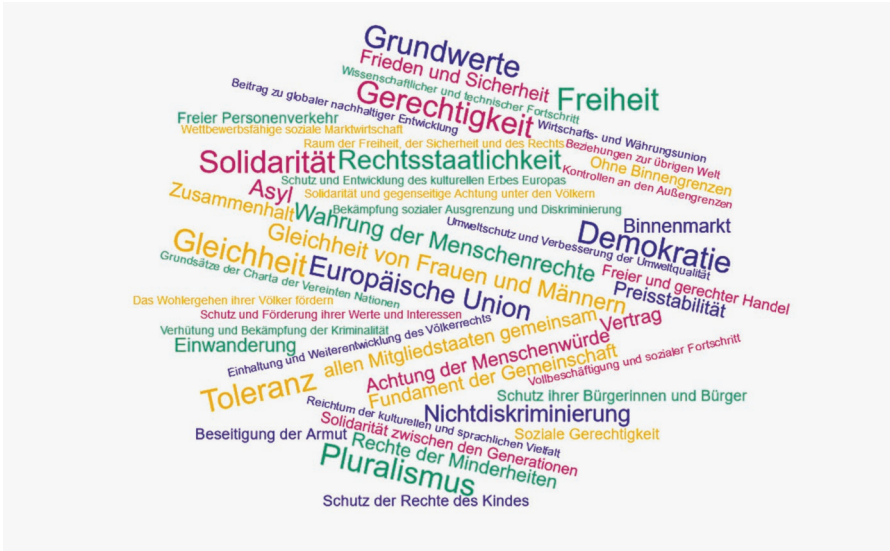 Grundwerte
Frieden und Sicherheit
Wissenschaftlicher und technischer Fortschritt
Freiheit
Beitrag zu globaler nachhaltiger Entwicklung
Gerechtigkeit
Freier Personenverkehr
Wirtschafts- und Währungsunion
Wettbewerbsfähige soziale Marktwirtschaft
Raum der Freiheit, der Sicherheit und des Rechts
Beziehungen zur übrigen Welt
Solidarität
Rechtsstaatlichkeit
Ohne Binnengrenzen
Kontrollen an den Außengrenzen
Schutz und Entwicklung des kulturellen Erbes Europas
Asyl
Solidarität und gegenseitige Achtung unter den Völkern
Zusammenhalt
Bekämpfung sozialer Ausgrenzung und Diskriminierung
Wahrung der Menschenrechte
Umweltschutz und Verbesserung der Umweltqualität
Binnenmarkt
Demokratie
Gleichheit
Gleichheit von Frauen und Männern
Grundsätze der Charta der Vereinten Nationen
Europäische Union
Freier und gerechter Handel
Preisstabilität
Das Wohlergehen ihrer Völker fördern
Schutz und Förderung ihrer Werte und Interessen
Verhütung und Bekämpfung der Kriminalität
Einwanderung
Einhaltung und Weiterentwicklung des Völkerrechts
allen Mitgliedstaaten gemeinsam
Vertrag
Toleranz
Achtung der Menschenwürde
Fundament der Gemeinschaft
Vollbeschäftigung und sozialer Fortschritt
Schutz ihrer Bürgerinnen und Bürger
Reichtum der kulturellen und sprachlichen Vielfalt
Nichtdiskriminierung
Beseitigung der Armut
Solidarität zwischen den Generationen
Soziale Gerechtigkeit
Rechte der Minderheiten
Pluralismus
Schutz der Rechte des Kindes